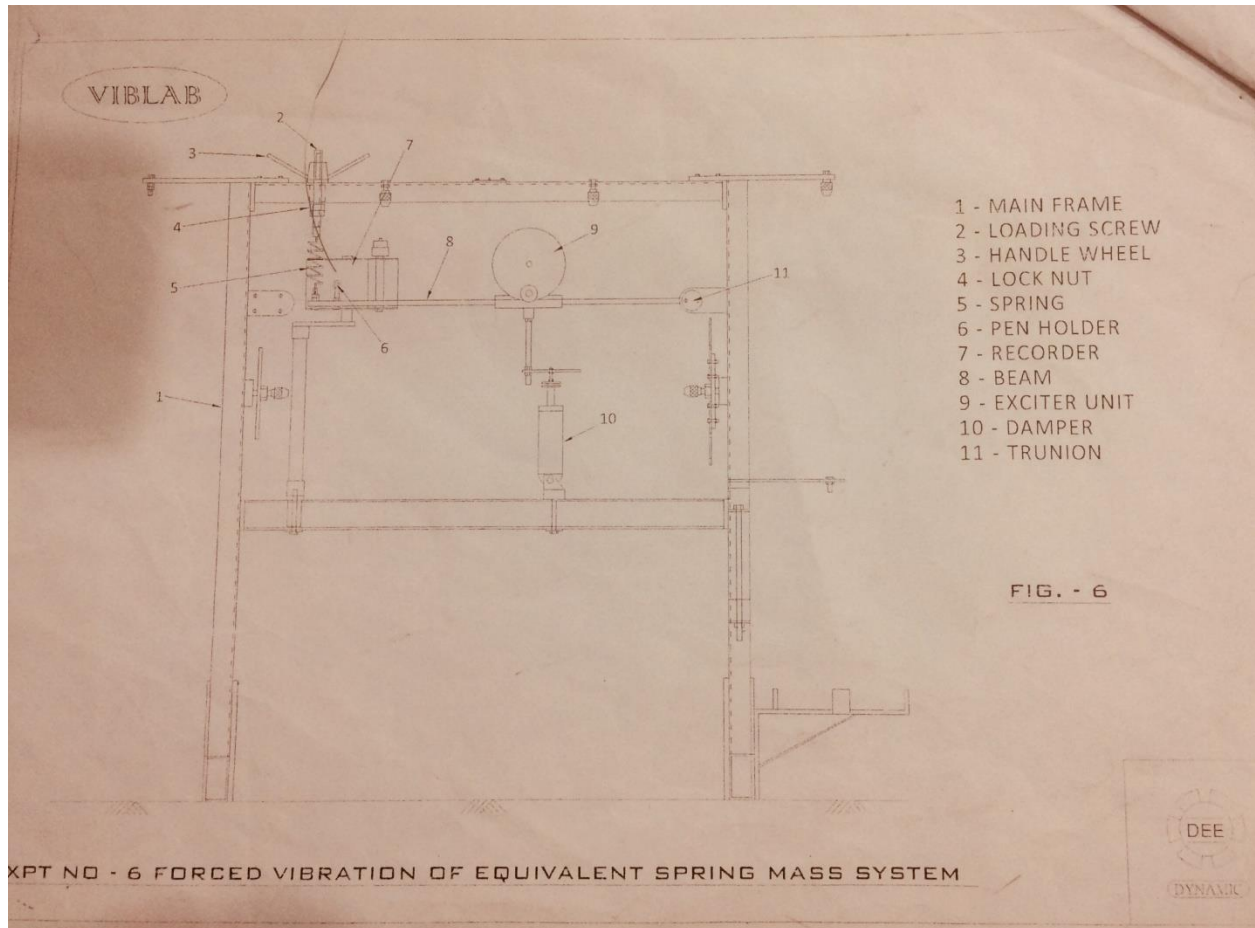 VIBLAB
2
3
7
4
8
9
5
11
6
1
10
1 - MAIN FRAME
2 - LOADING SCREW
3 - HANDLE WHEEL
4 - LOCK NUT
5 - SPRING
6 - PEN HOLDER
7 - RECORDER
8 - BEAM
9 - EXCITER UNIT
10 - DAMPER
11 - TRUNION
FIG. - 6
XPT NO - 6 FORCED VIBRATION OF EQUIVALENT SPRING MASS SYSTEM
DEE
DYNAMIC